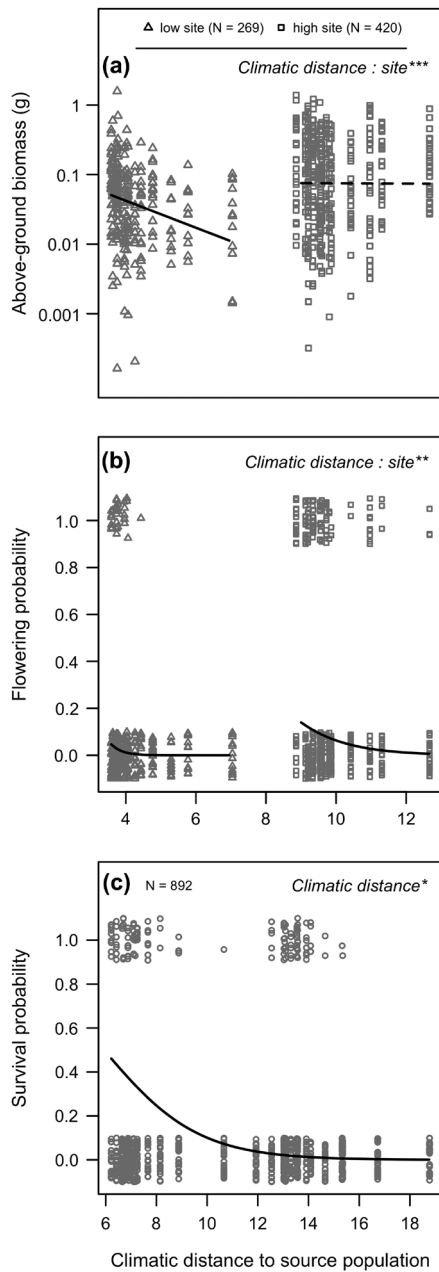 △ low site (N = 269) □ high site (N = 420)
(a)
Climatic distance : site***
Above-ground biomass (g)
1
0.1
0.01
0.001
(b)
Climatic distance : site**
Flowering probability
1.0
0.8
0.6
0.4
0.2
0.0
4 6 8 10 12
(c)
N = 892
Climatic distance*
Survival probability
1.0
0.8
0.6
0.4
0.2
0.0
6 8 10 12 14 16 18
Climatic distance to source population